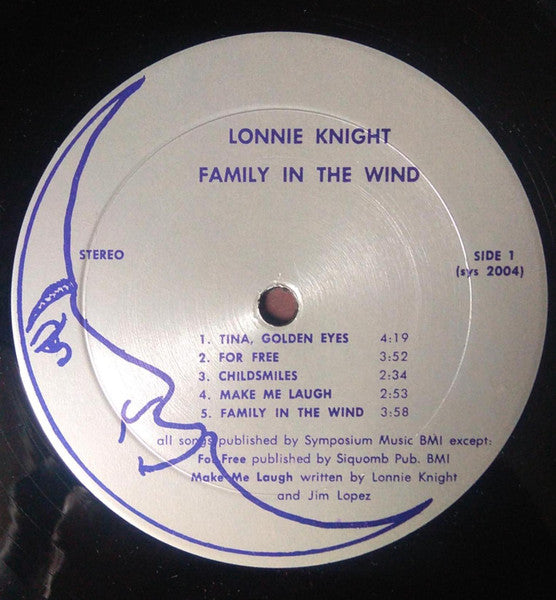 LONNIE KNIGHT
FAMILY IN THE WIND
STEREO
SIDE 1
(sys 2004)
1. TINA, GOLDEN EYES 4:19
2. FOR FREE 3:52
3. CHILDSMILES 2:34
4. MAKE ME LAUGH 2:53
5. FAMILY IN THE WIND 3:58
all songs published by Symposium Music BMI except:
For Free published by Siquomb Pub. BMI
Make Me Laugh written by Lonnie Knight
and Jim Lopez